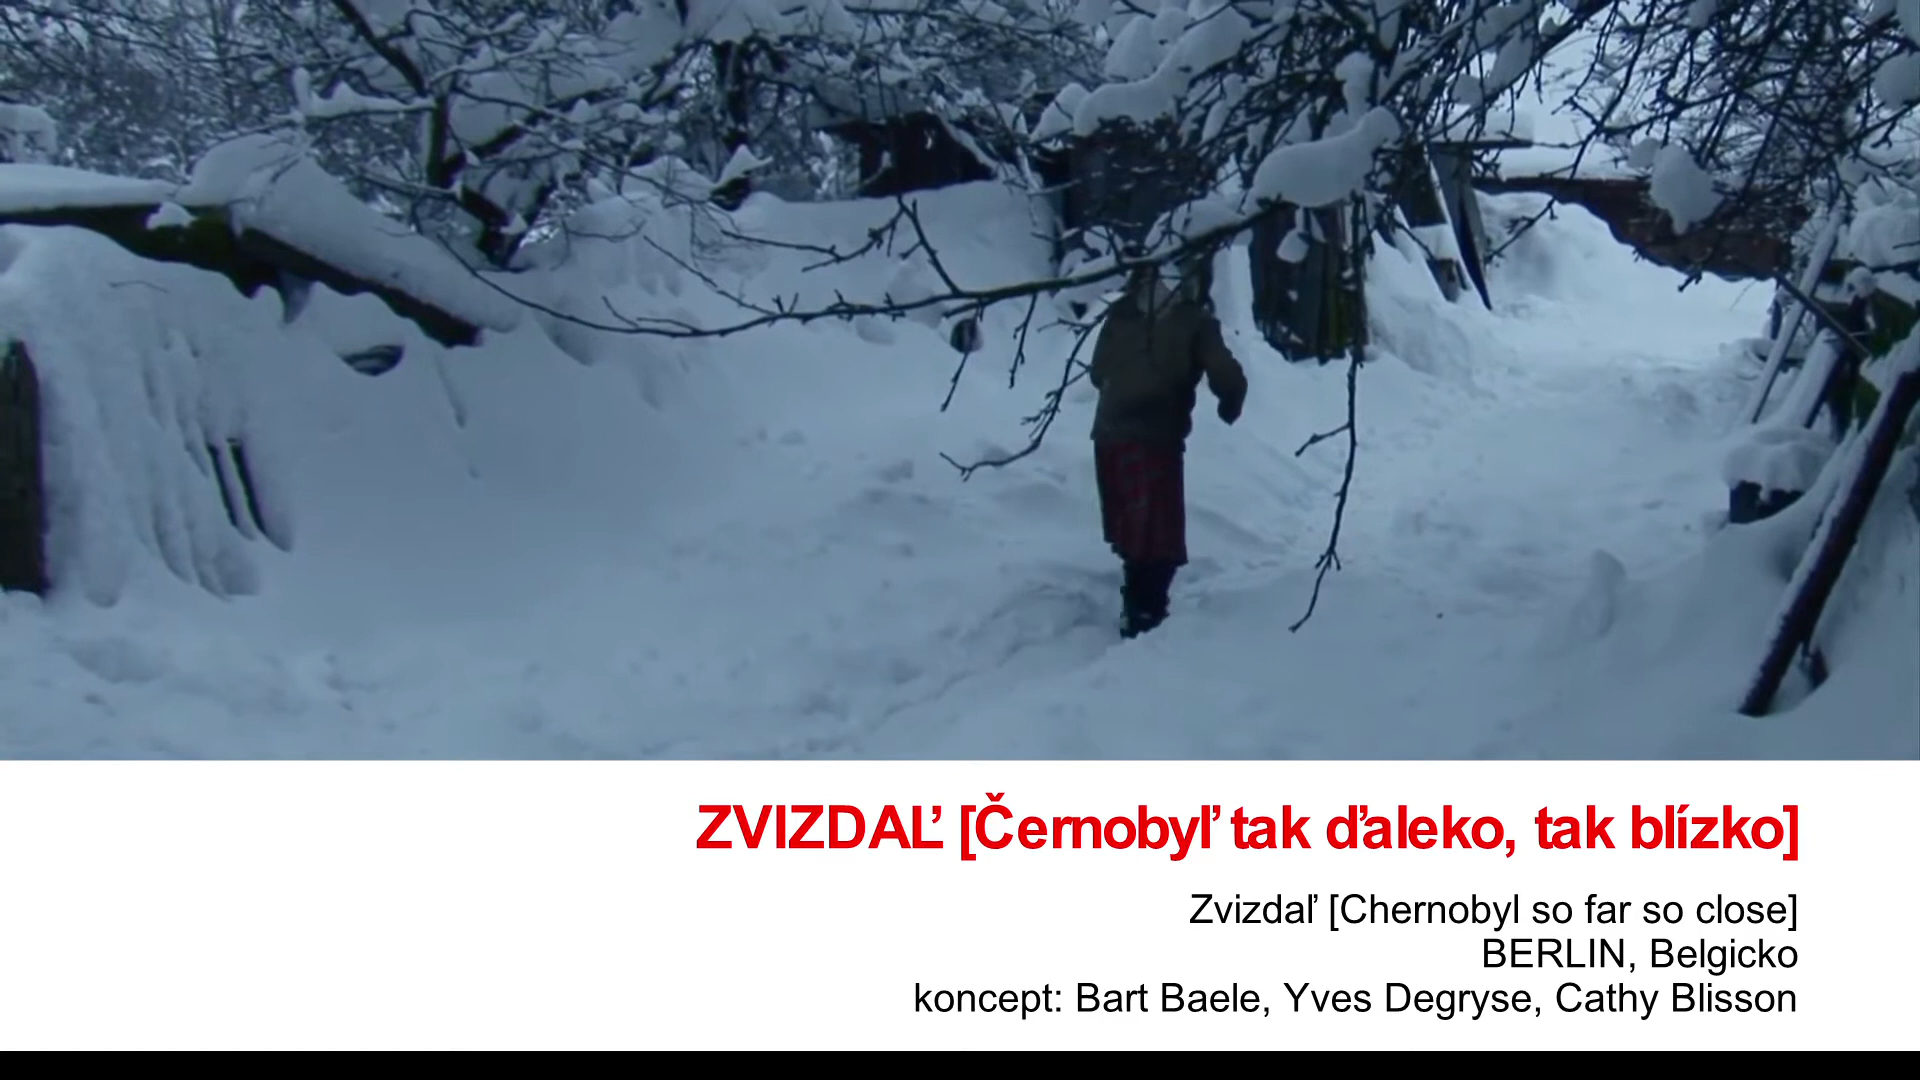 ZVIZDAĽ [Černobyľ tak ďaleko, tak blízko]
Zvizdaľ [Chernobyl so far so close]
BERLIN, Belgicko
koncept: Bart Baele, Yves Degryse, Cathy Blisson